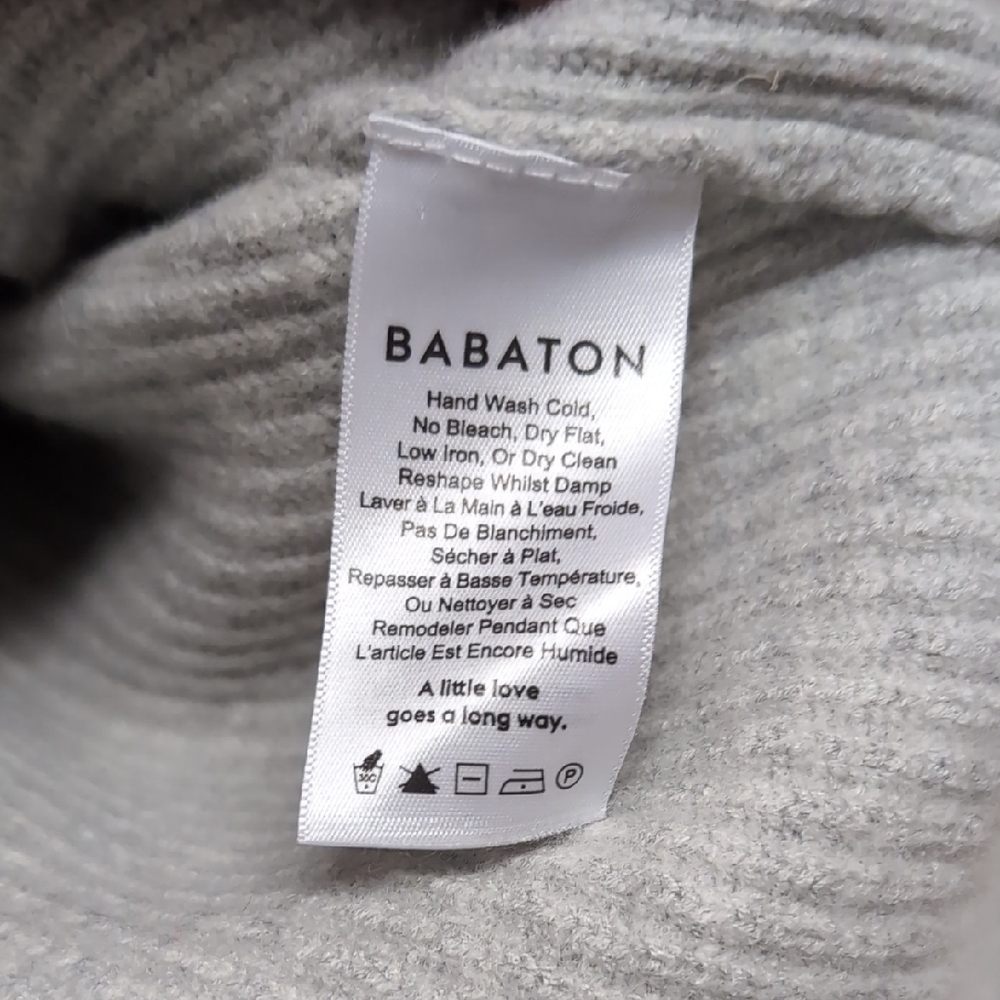 BABATON
Hand Wash Cold,
No Bleach, Dry Flat,
Low Iron, Or Dry Clean
Reshape Whilst Damp
Laver à La Main à L'eau Froide,
Pas De Blanchiment,
Sécher à Plat,
Repasser à Basse Température,
Ou Nettoyer à Sec
Remodeler Pendant Que
L'article Est Encore Humide
A little love
goes a long way.
30C
P